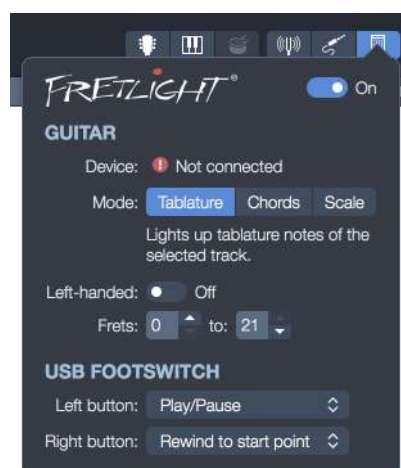 FRETLIGHT®
On
GUITAR
Device: Not connected
Mode: Tablature Chords Scale
Lights up tablature notes of the
selected track.
Left-handed: Off
Frets: 0 to: 21
USB FOOTSWITCH
Left button: Play/Pause
Right button: Rewind to start point